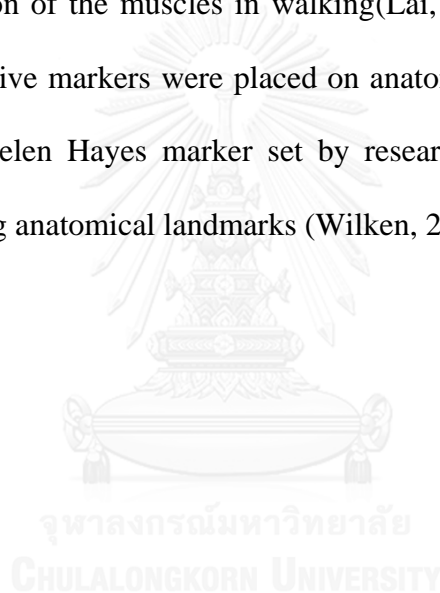 on of the muscles in walking(Lai,
ive markers were placed on anaton
elen Hayes marker set by resear
g anatomical landmarks (Wilken, 2
จุฬาลงกรณ์มหาวิทยาลัย
CHULALONGKORN UNIVERSITY